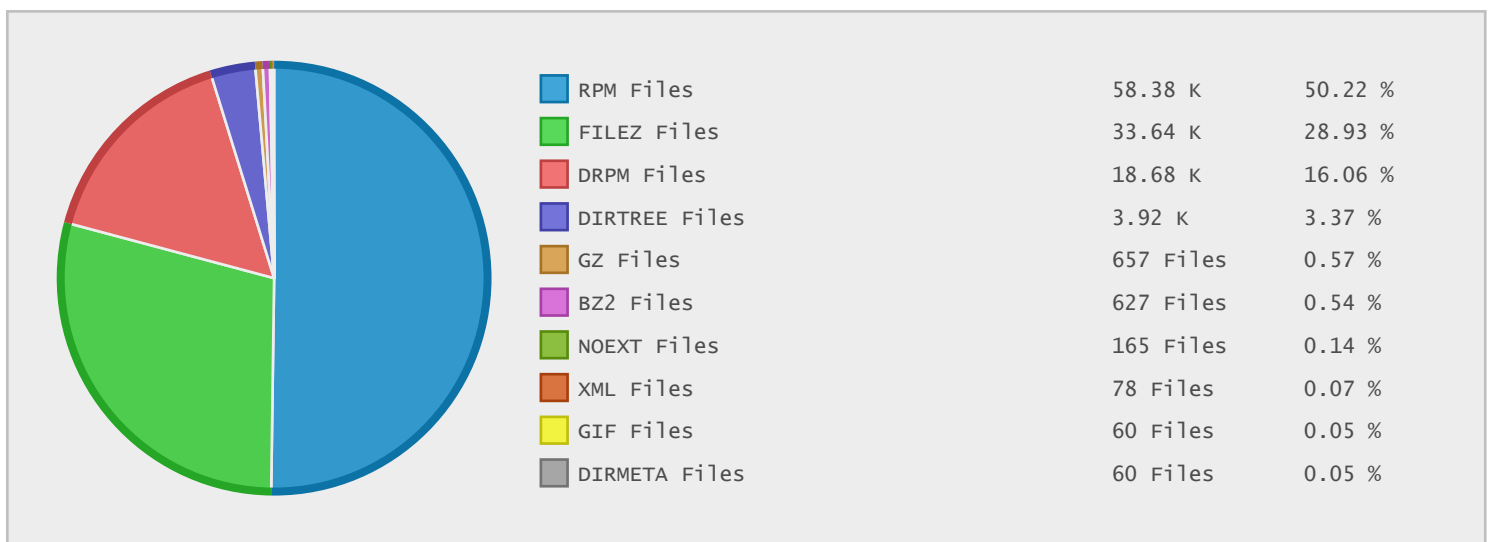 RPM Files 58.38 K 50.22 %
FILEZ Files 33.64 K 28.93 %
DRPM Files 18.68 K 16.06 %
DIRTREE Files 3.92 K 3.37 %
GZ Files 657 Files 0.57 %
BZ2 Files 627 Files 0.54 %
NOEXT Files 165 Files 0.14 %
XML Files 78 Files 0.07 %
GIF Files 60 Files 0.05 %
DIRMETA Files 60 Files 0.05 %